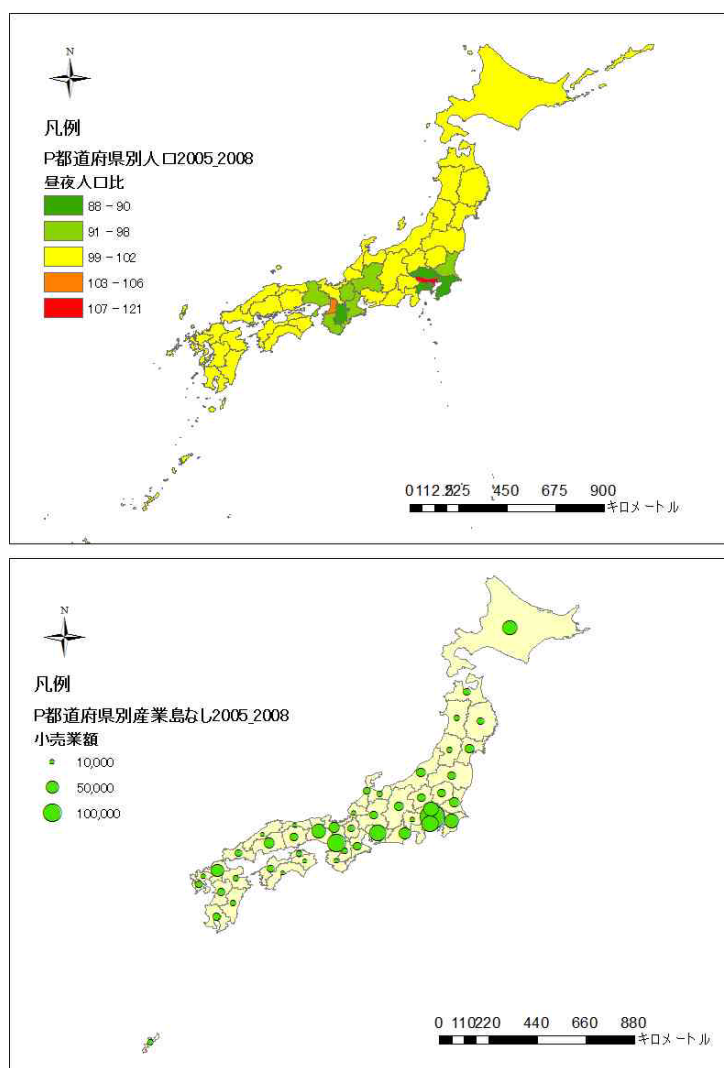 N
凡例
P都道府県別人口2005_2008
昼夜人口比
88 - 90
91 - 98
99 - 102
103 - 106
107 - 121
0 112.5 225 450 675 900
キロメートル
N
凡例
P都道府県別産業島なし2005_2008
小売業額
10,000
50,000
100,000
0 110 220 440 660 880
キロメートル